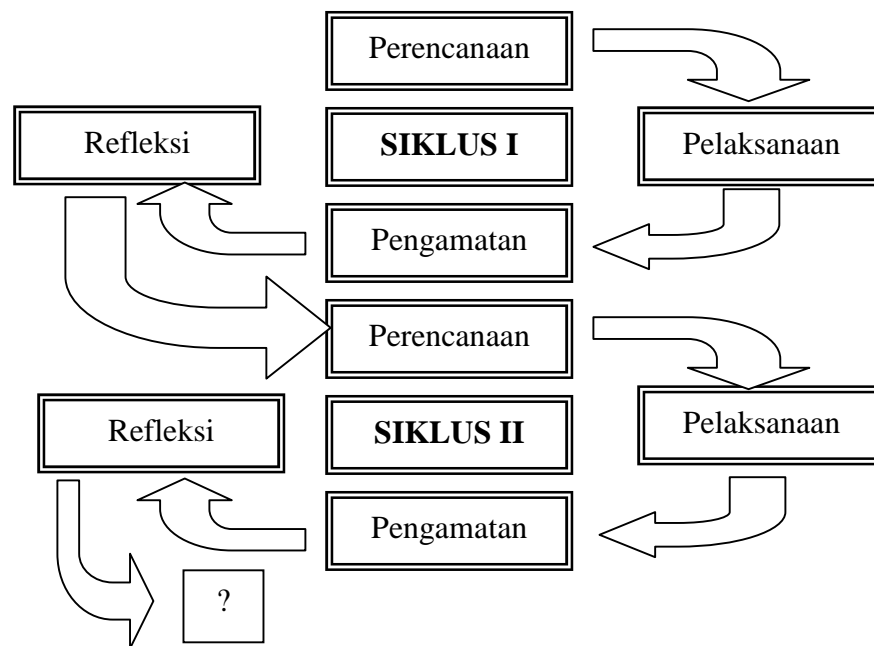 Perencanaan
Refleksi
SIKLUS I
Pelaksanaan
Pengamatan
Perencanaan
Refleksi
SIKLUS II
Pelaksanaan
Pengamatan
?